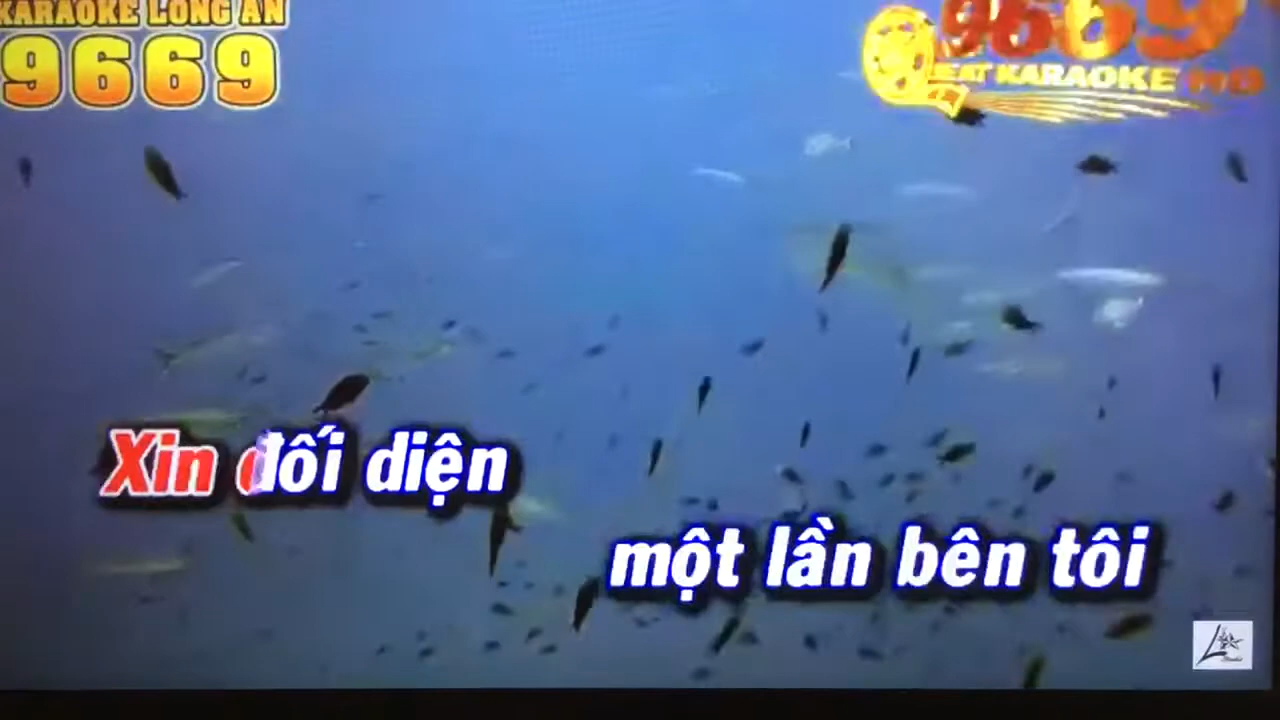 KARAOKE LONG AN
9669
9669
BEAT KARAOKE HD
Xin đối diện
một lần bên tôi